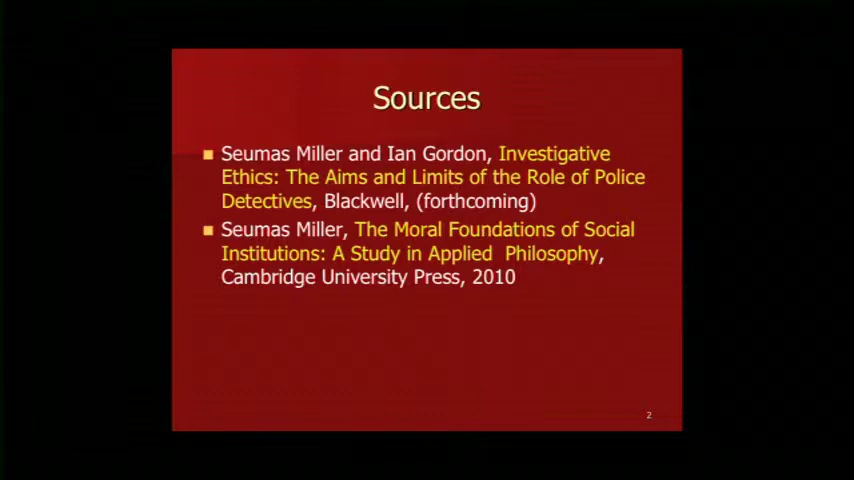 Sources
Seumas Miller and Ian Gordon, Investigative
Ethics: The Aims and Limits of the Role of Police
Detectives, Blackwell, (forthcoming)
Seumas Miller, The Moral Foundations of Social
Institutions: A Study in Applied Philosophy,
Cambridge University Press, 2010
2